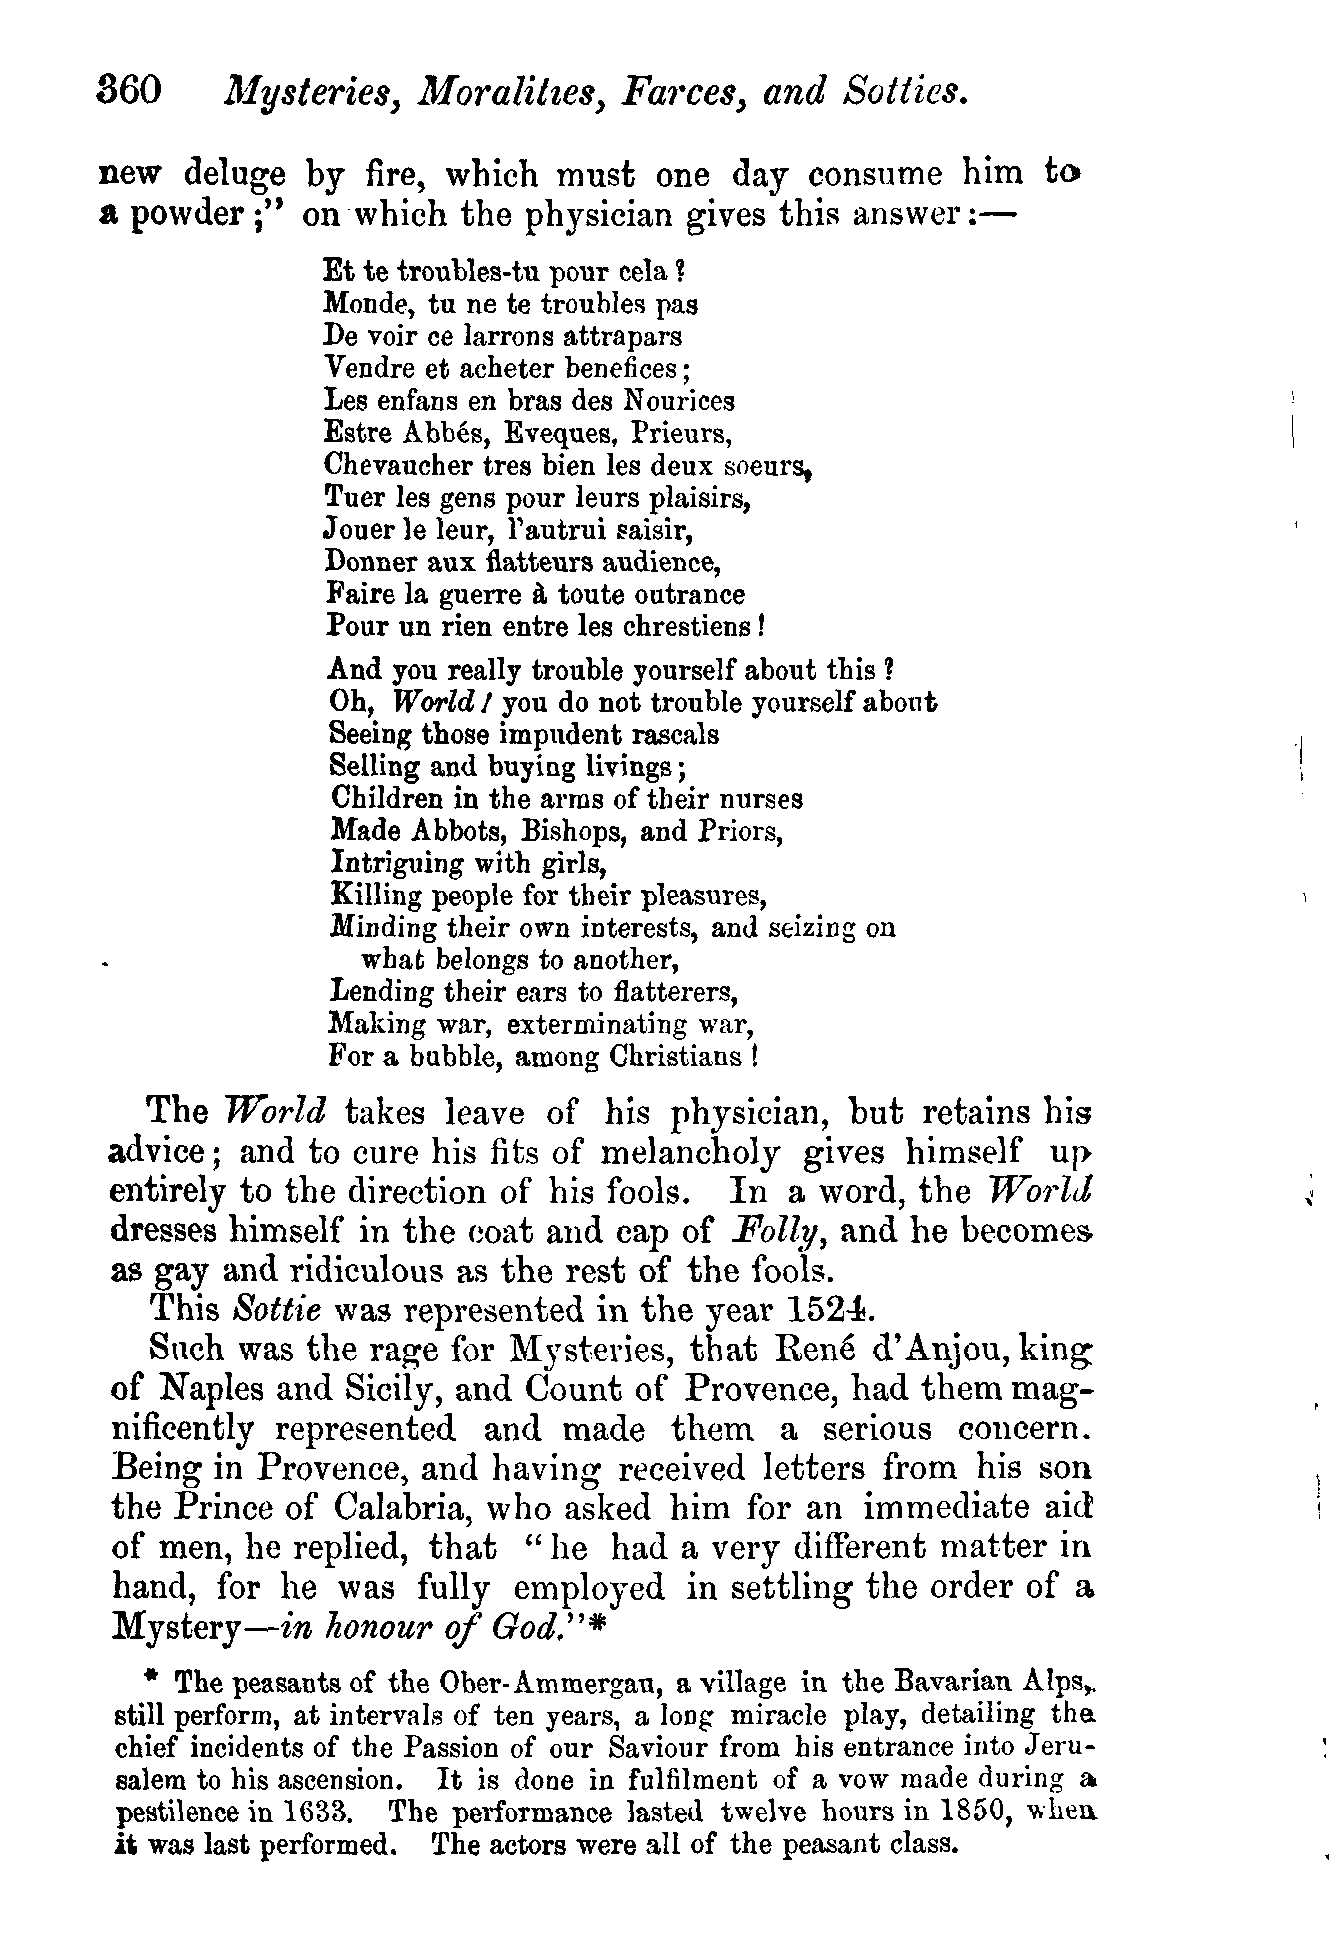 360 Mysteries, Moralities, Farces, and Sotties.
new deluge by fire, which must one day consume him to
a powder;" on which the physician gives this answer:—
Et te troubles-tu pour cela?
Monde, tu ne te troubles pas
De voir ce larrons attrapars
Vendre et acheter benefices;
Les enfans en bras des Nourices
Estre Abbés, Eveques, Prieurs,
Chevaucher tres bien les deux soeurs,
Tuer les gens pour leurs plaisirs,
Jouer le leur, l'autrui saisir,
Donner aux flatteurs audience,
Faire la guerre à toute outrance
Pour un rien entre les chrestiens!
And you really trouble yourself about this?
Oh, World! you do not trouble yourself about
Seeing those impudent rascals
Selling and buying livings;
Children in the arms of their nurses
Made Abbots, Bishops, and Priors,
Intriguing with girls,
Killing people for their pleasures,
Minding their own interests, and seizing on
what belongs to another,
Lending their ears to flatterers,
Making war, exterminating war,
For a bubble, among Christians!
The World takes leave of his physician, but retains his
advice; and to cure his fits of melancholy gives himself up
entirely to the direction of his fools. In a word, the World
dresses himself in the coat and cap of Folly, and he becomes
as gay and ridiculous as the rest of the fools.
This Sottie was represented in the year 1524.
Such was the rage for Mysteries, that René d'Anjou, king
of Naples and Sicily, and Count of Provence, had them mag-
nificently represented and made them a serious concern.
Being in Provence, and having received letters from his son
the Prince of Calabria, who asked him for an immediate aid
of men, he replied, that "he had a very different matter in
hand, for he was fully employed in settling the order of a
Mystery—in honour of God."*
* The peasants of the Ober-Ammergau, a village in the Bavarian Alps,
still perform, at intervals of ten years, a long miracle play, detailing the
chief incidents of the Passion of our Saviour from his entrance into Jeru-
salem to his ascension. It is done in fulfilment of a vow made during a
pestilence in 1633. The performance lasted twelve hours in 1850, when
it was last performed. The actors were all of the peasant class.